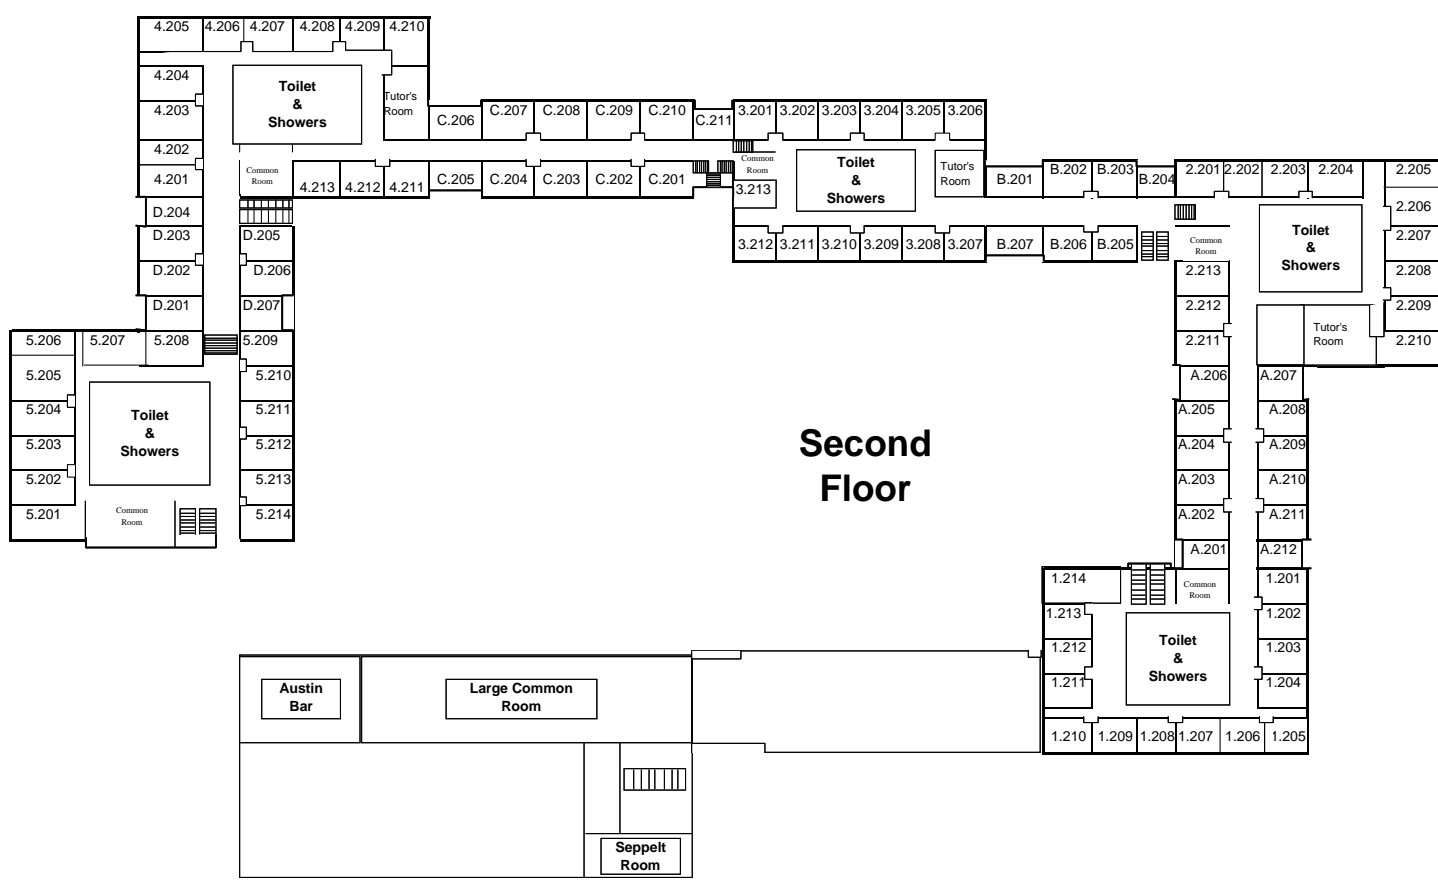 4.205 4.206 4.207 4.208 4.209 4.210
4.204
Toilet
&
Showers
4.203
Tutor's
Room
4.202
4.201
Common
Room
4.213 4.212 4.211
C.206 C.207 C.208 C.209 C.210 C.211
C.205 C.204 C.203 C.202 C.201
3.201 3.202 3.203 3.204 3.205 3.206
Common
Room
Toilet
&
Showers
Tutor's
Room
3.213
3.212 3.211 3.210 3.209 3.208 3.207
B.201 B.202 B.203 B.204
B.207 B.206 B.205
2.201 2.202 2.203 2.204 2.205
2.206
2.207
2.208
2.209
2.210
Toilet
&
Showers
Common
Room
2.213
2.212
2.211
Tutor's
Room
D.204
D.203 D.205
D.202 D.206
D.201 D.207
5.206 5.207 5.208 5.209
5.205 5.210
5.204 5.211
5.203 5.212
5.202 5.213
5.201 5.214
Toilet
&
Showers
Common
Room
Second
Floor
A.206 A.207
A.205 A.208
A.204 A.209
A.203 A.210
A.202 A.211
A.201 A.212
1.214
Common
Room
1.201
1.213 1.202
1.212 1.203
1.211 1.204
Toilet
&
Showers
1.210 1.209 1.208 1.207 1.206 1.205
Austin
Bar
Large Common
Room
Seppelt
Room